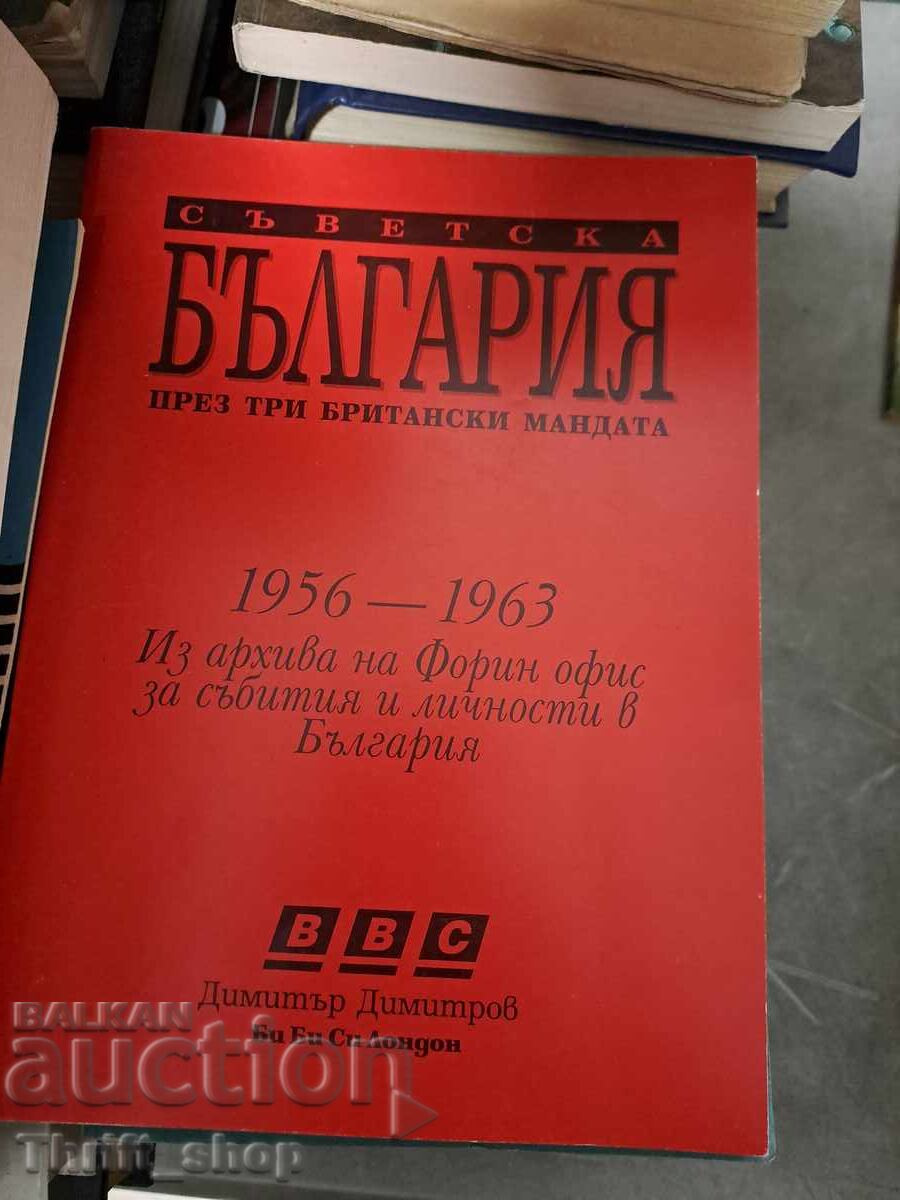 СЪВЕТСКА
БЪЛГАРИЯ
ПРЕЗ ТРИ БРИТАНСКИ МАНДАТА
1956 — 1963
Из архива на Форин офис
за събития и личности в
България
BBC
Димитър Димитров
Би Би Си Лондон
BALKAN
auction
Thrift_shop